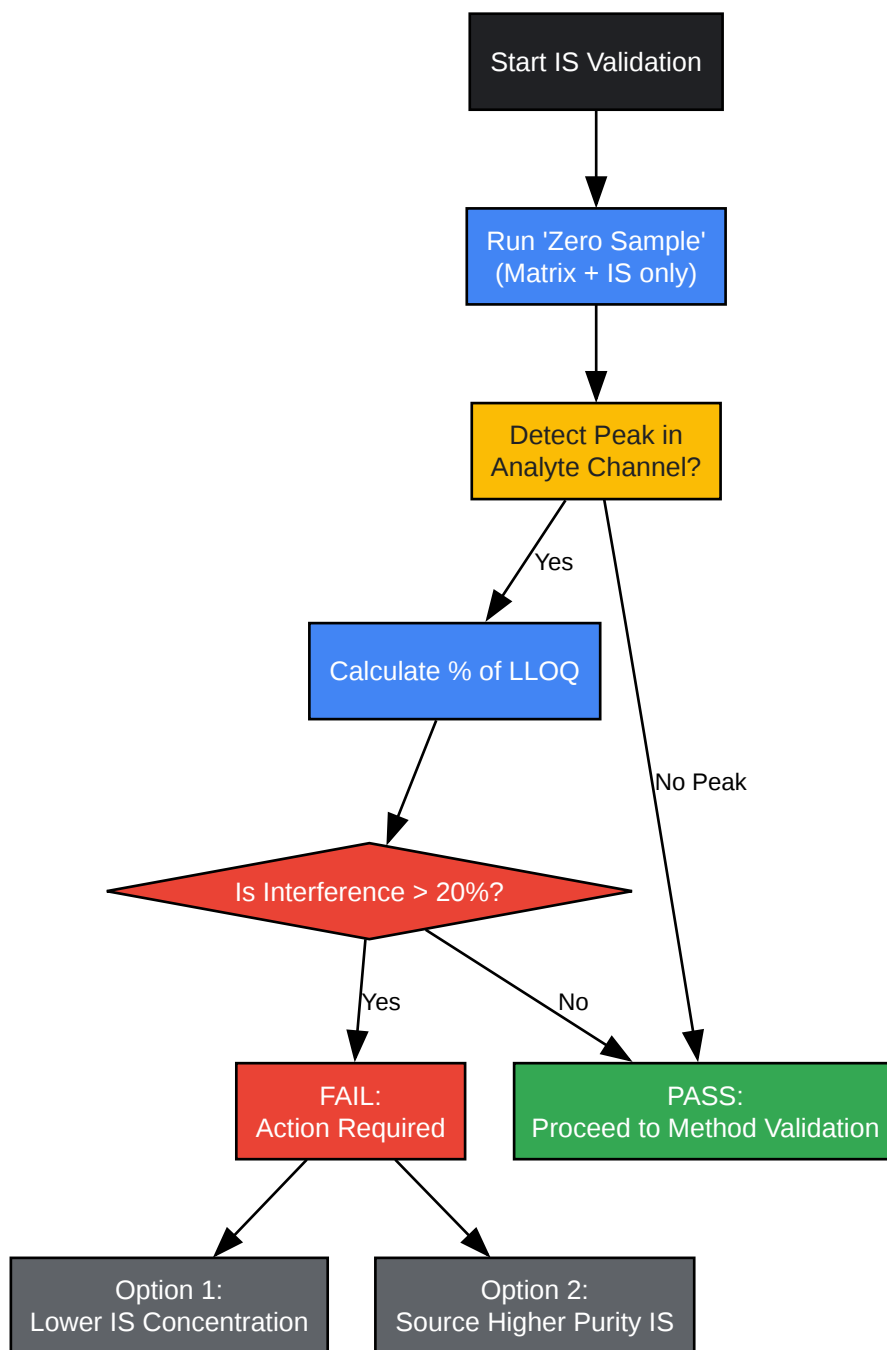 Start IS Validation
Run 'Zero Sample'
(Matrix + IS only)
Detect Peak in
Analyte Channel?
Yes
Calculate % of LLOQ
No Peak
Is Interference > 20%?
Yes
No
FAIL:
Action Required
PASS:
Proceed to Method Validation
Option 1:
Lower IS Concentration
Option 2:
Source Higher Purity IS